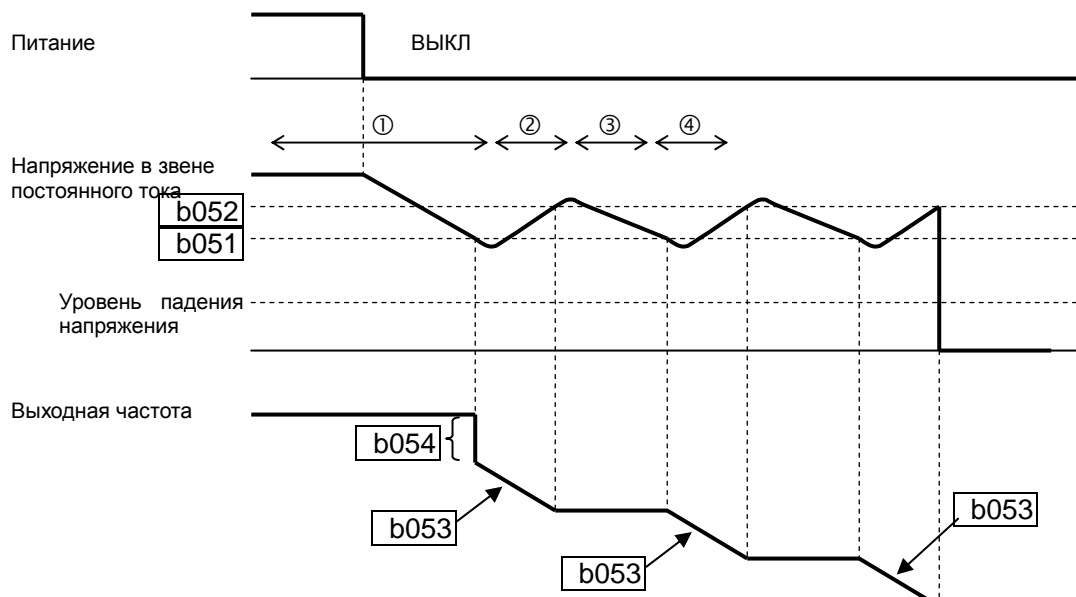 Питание
ВЫКЛ
① ② ③ ④
Напряжение в звене
постоянного тока
b052
b051
Уровень падения
напряжения
Выходная частота
b054
b053
b053
b053